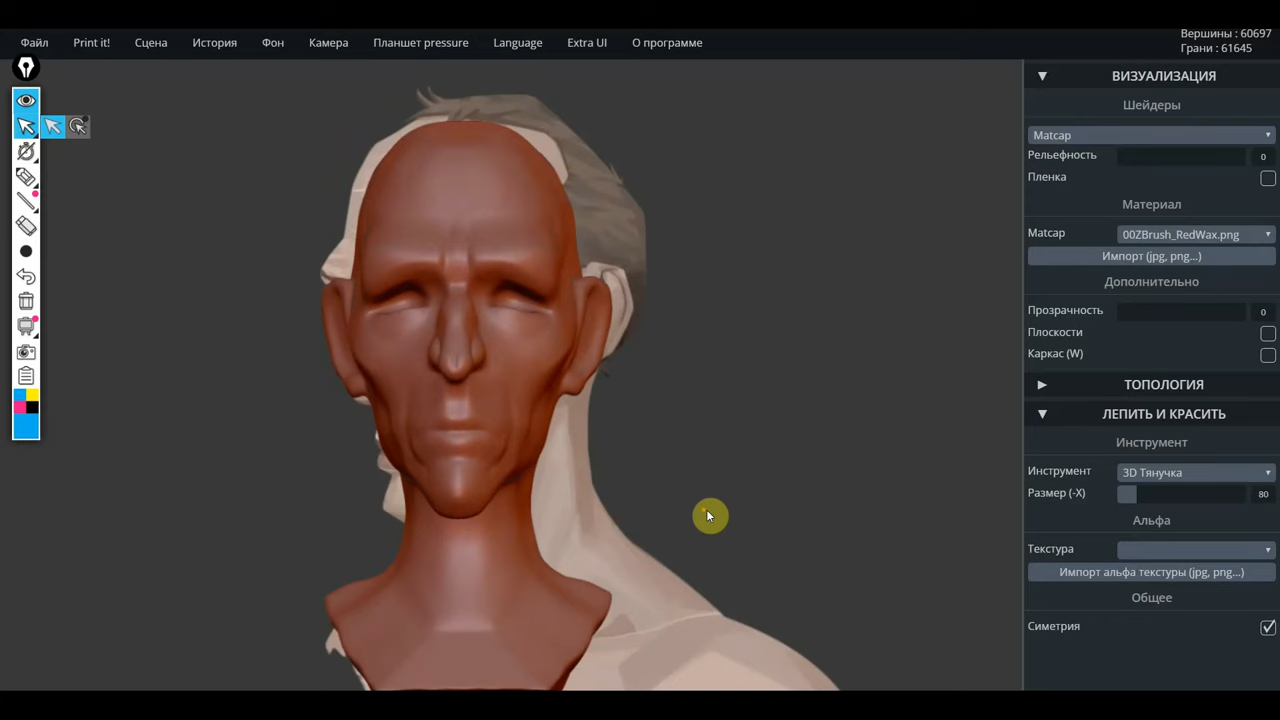 Файл Print it! Сцена История Фон Камера Планшет pressure Language Extra UI О программе
Вершины : 60697
Грани : 61645
ВИЗУАЛИЗАЦИЯ
Шейдеры
Matcap
Рельефность 0
Пленка
Материал
Matcap 00ZBrush_RedWax.png
Импорт (jpg, png...)
Дополнительно
Прозрачность 0
Плоскости
Каркас (W)
ТОПОЛОГИЯ
ЛЕПИТЬ И КРАСИТЬ
Инструмент
Инструмент 3D Тянучка
Размер (-X) 80
Альфа
Текстура
Импорт альфа текстуры (jpg, png...)
Общее
Симетрия